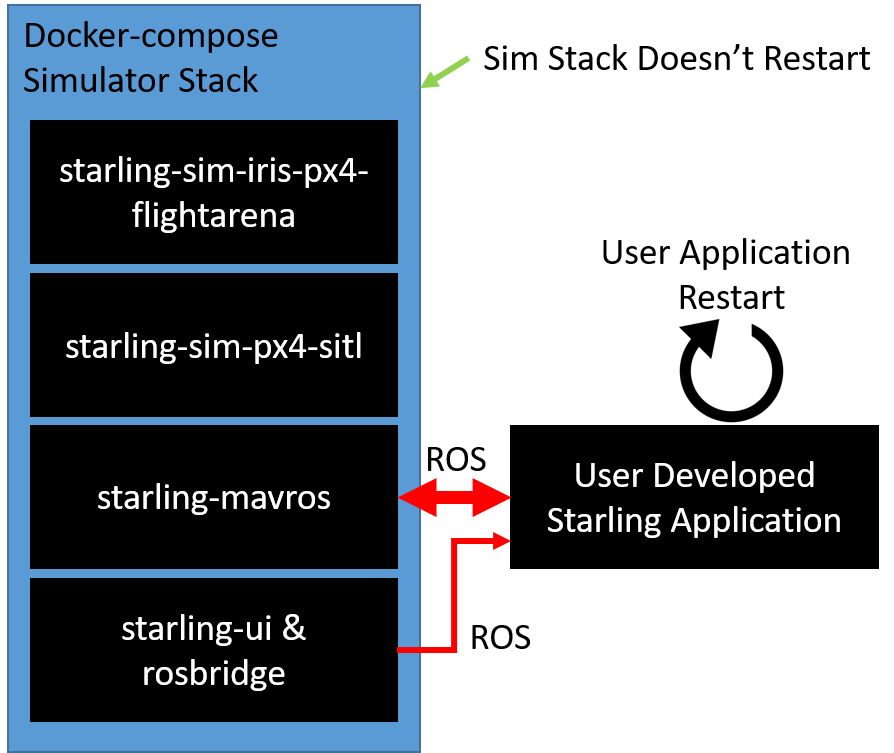 Docker-compose
Simulator Stack
Sim Stack Doesn’t Restart
starling-sim-iris-px4-
flightarena
User Application
Restart
starling-sim-px4-sitl
ROS
User Developed
Starling Application
starling-mavros
starling-ui &
rosbridge
ROS